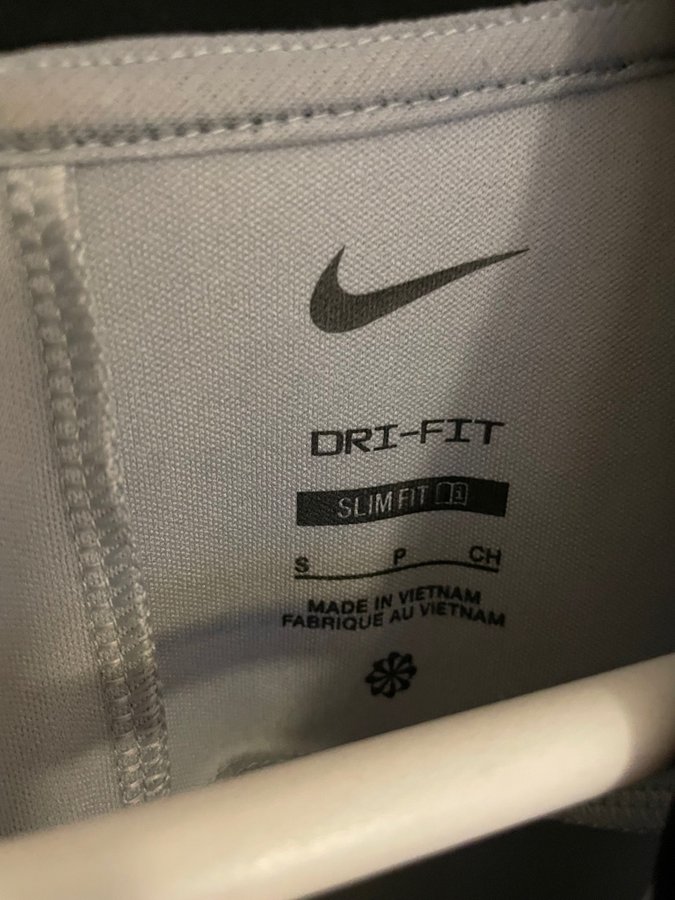 DRI-FIT
SLIM FIT
S P CH
MADE IN VIETNAM
FABRIQUE AU VIETNAM